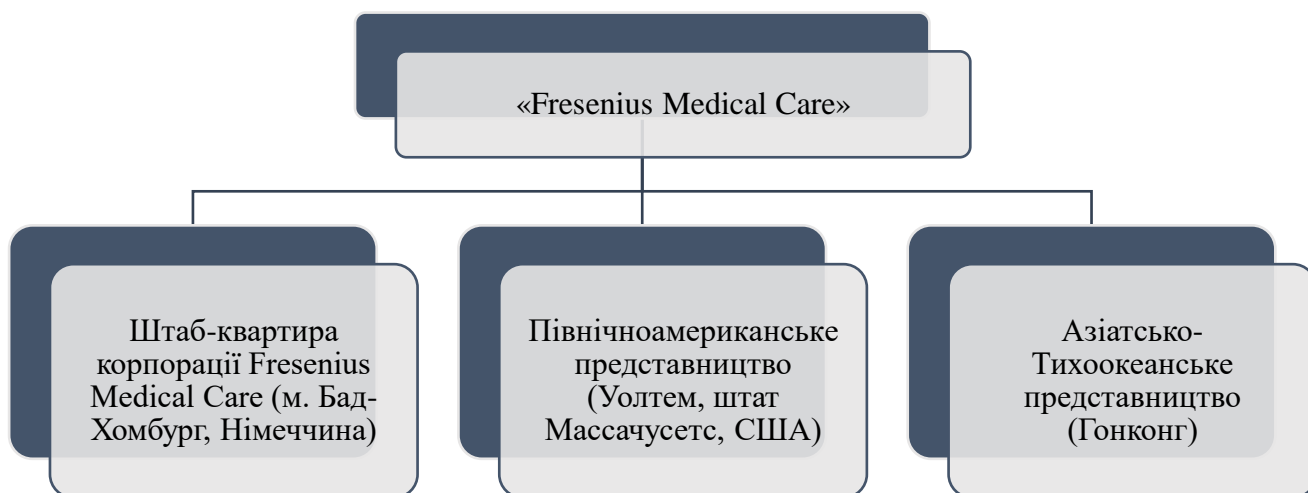 «Fresenius Medical Care»
Штаб-квартира
корпорації Fresenius
Medical Care (м. Бад-
Хомбург, Німеччина)
Північноамериканське
представництво
(Уолтем, штат
Массачусетс, США)
Азіатсько-
Тихоокеанське
представництво
(Гонконг)